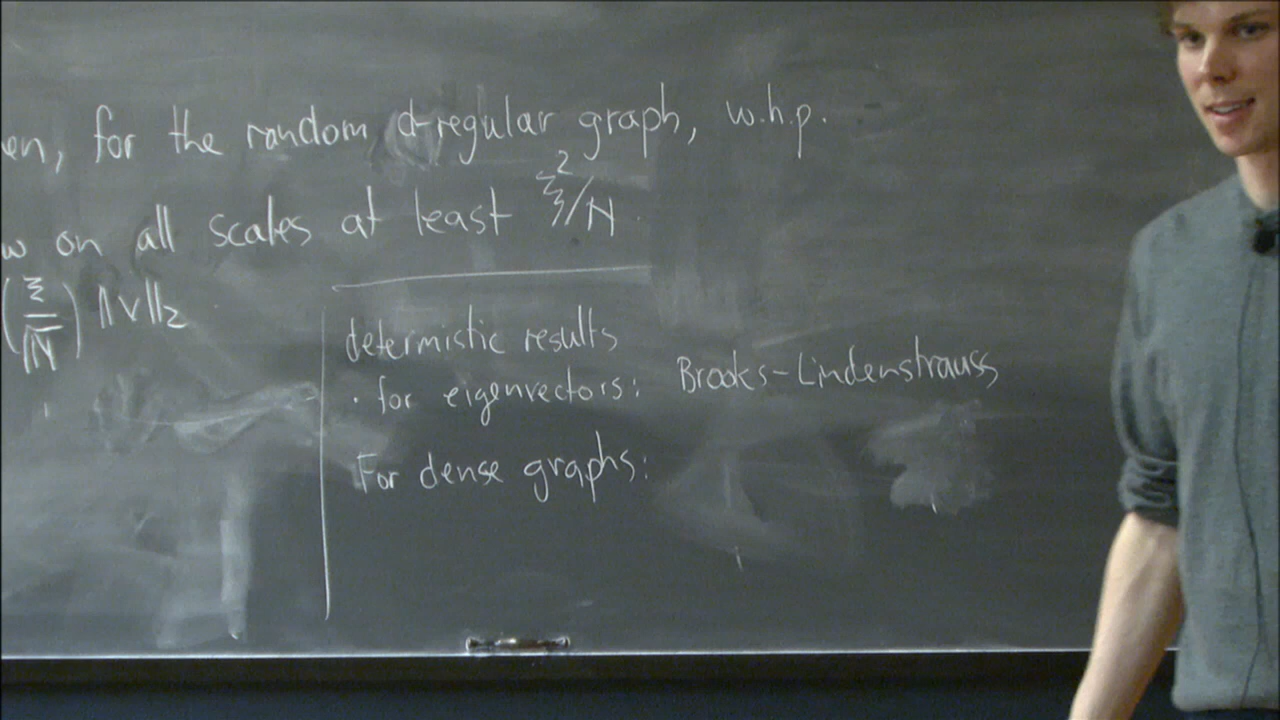 en, for the random d-regular graph, w.h.p.
w on all scales at least ξ²/N
(ξ/√N) ||v||₂
determistic results
· for eigenvectors: Brooks-Lindenstrauss
For dense graphs: